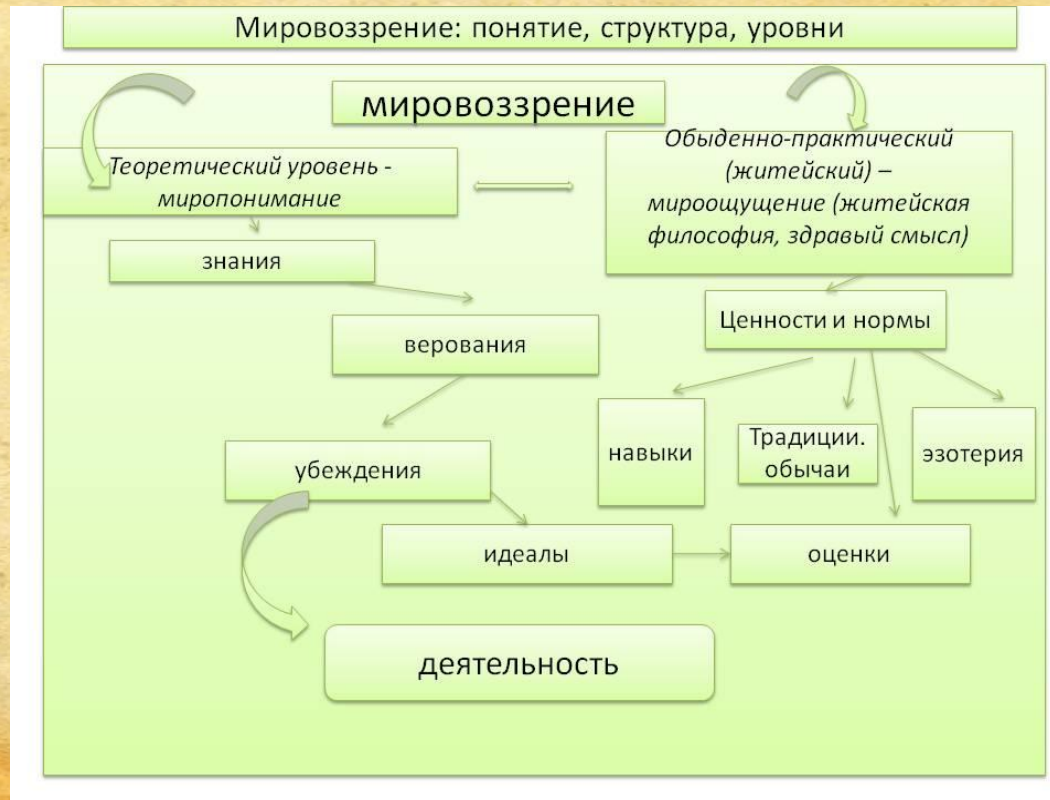 Мировоззрение: понятие, структура, уровни
мировоззрение
Теоретический уровень -
миропонимание
Обыденно-практический
(житейский) –
мироощущение (житейская
философия, здравый смысл)
знания
Ценности и нормы
верования
навыки
Традиции.
обычаи
эзотерия
убеждения
идеалы
оценки
деятельность